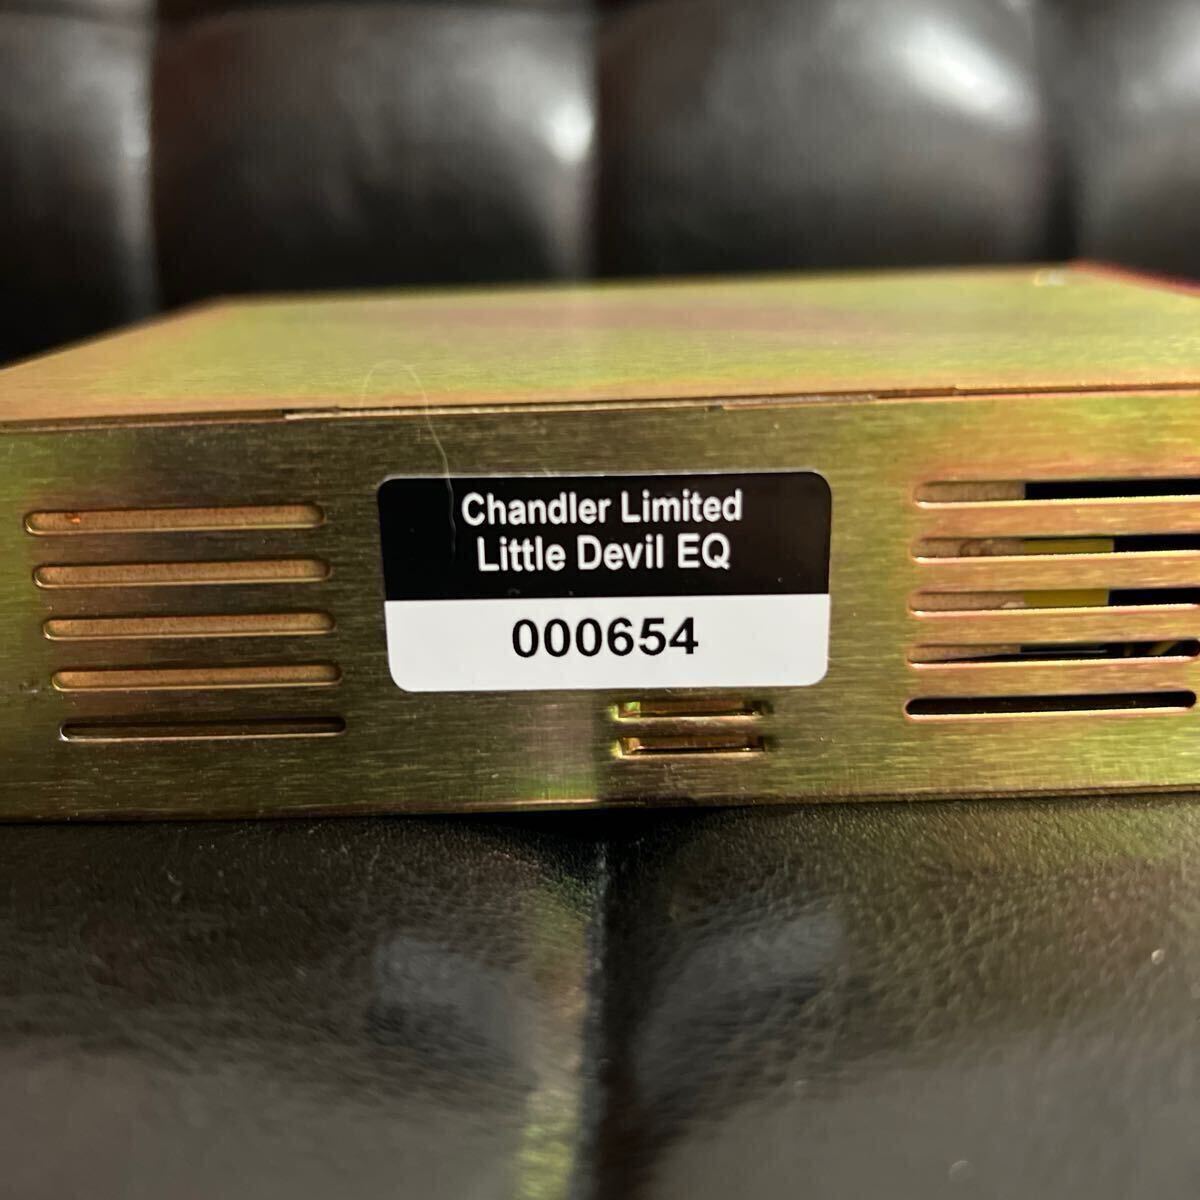 Chandler Limited
Little Devil EQ
000654